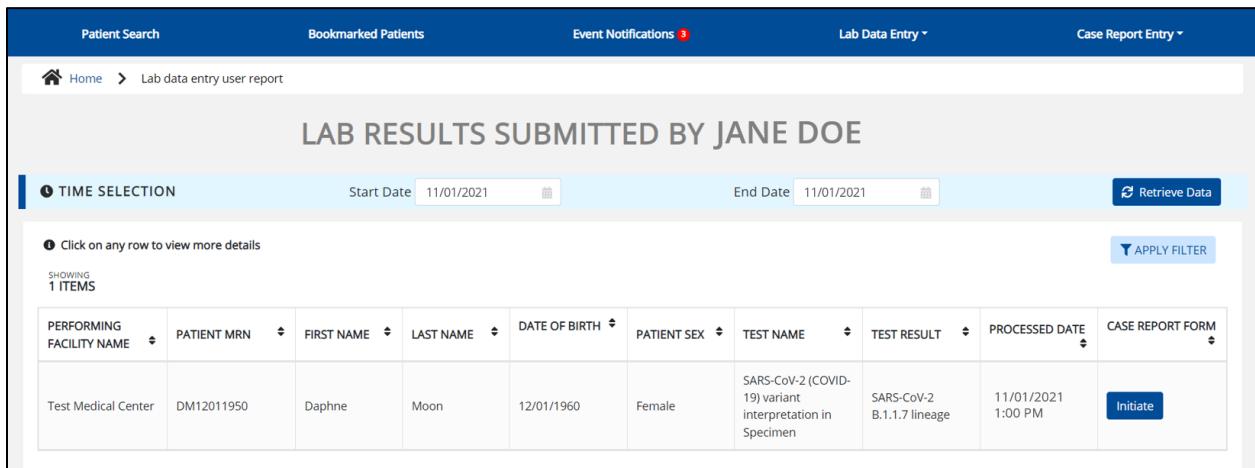 Patient Search Bookmarked Patients Event Notifications 3 Lab Data Entry Case Report Entry
Home Lab data entry user report
LAB RESULTS SUBMITTED BY JANE DOE
TIME SELECTION Start Date 11/01/2021 End Date 11/01/2021 Retrieve Data
Click on any row to view more details
APPLY FILTER
SHOWING
1 ITEMS
PERFORMING
FACILITY NAME
PATIENT MRN
FIRST NAME
LAST NAME
DATE OF BIRTH
PATIENT SEX
TEST NAME
TEST RESULT
PROCESSED DATE
CASE REPORT FORM
Test Medical Center
DM12011950
Daphne
Moon
12/01/1960
Female
SARS-CoV-2 (COVID-
19) variant
interpretation in
Specimen
SARS-CoV-2
B.1.1.7 lineage
11/01/2021
1:00 PM
Initiate